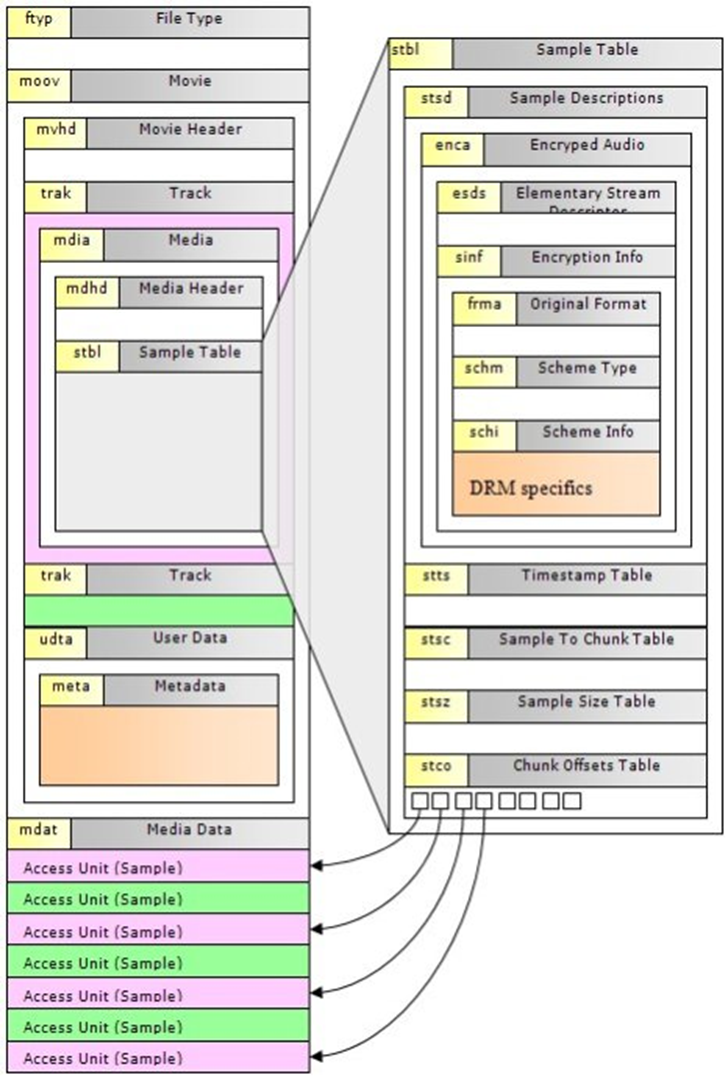 ftyp File Type
moov Movie
mvhd Movie Header
trak Track
mdia Media
mdhd Media Header
stbl Sample Table
trak Track
udta User Data
meta Metadata
mdat Media Data
Access Unit (Sample)
Access Unit (Sample)
Access Unit (Sample)
Access Unit (Sample)
Access Unit (Sample)
Access Unit (Sample)
Access Unit (Sample)
stbl Sample Table
stsd Sample Descriptions
enca Encryped Audio
esds Elementary Stream
Descriptor
sinf Encryption Info
frma Original Format
schm Scheme Type
schi Scheme Info
DRM specifics
stts Timestamp Table
stsc Sample To Chunk Table
stsz Sample Size Table
stco Chunk Offsets Table